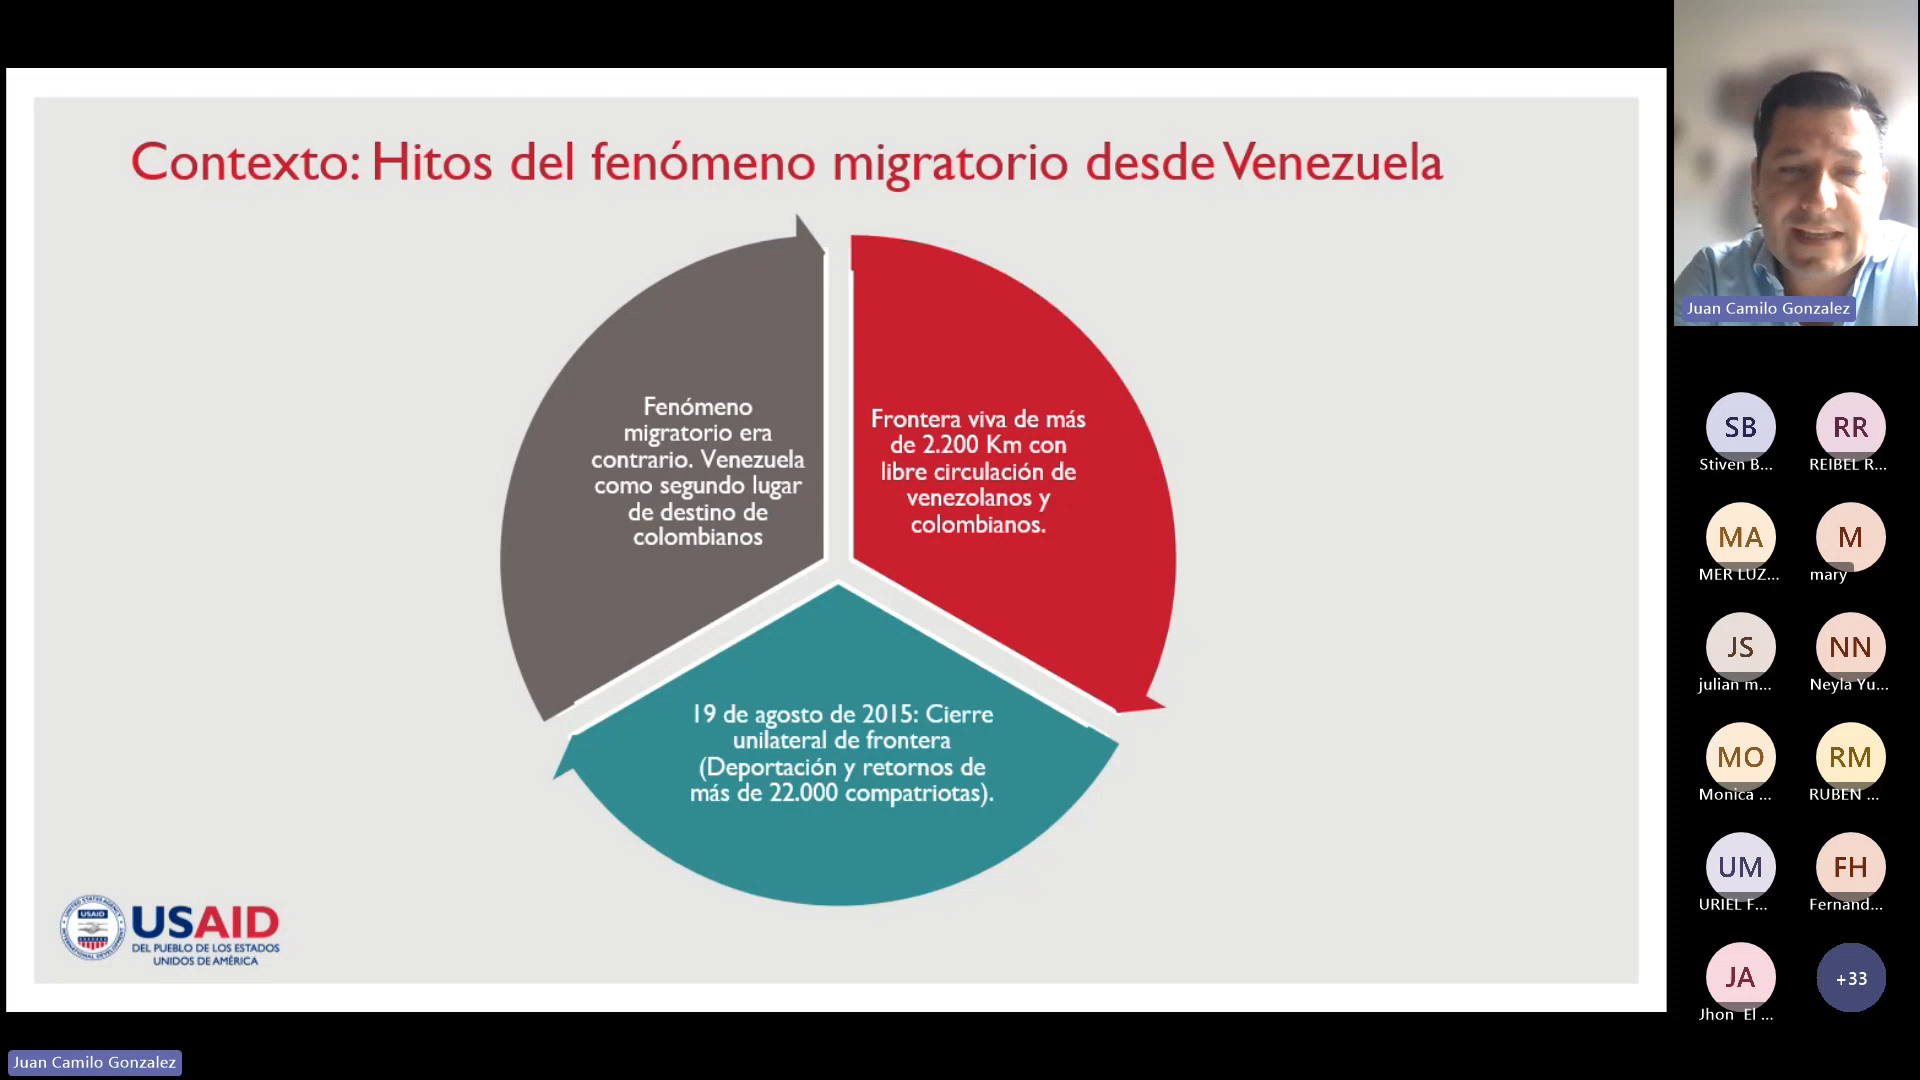 Contexto: Hitos del fenómeno migratorio desde Venezuela
Fenómeno
migratorio era
contrario. Venezuela
como segundo lugar
de destino de
colombianos
Frontera viva de más
de 2.200 Km con
libre circulación de
venezolanos y
colombianos.
19 de agosto de 2015: Cierre
unilateral de frontera
(Deportación y retornos de
más de 22.000 compatriotas).
USAID
USAID
DEL PUEBLO DE LOS ESTADOS
UNIDOS DE AMÉRICA
Juan Camilo Gonzalez
SB
Stiven B...
RR
REIBEL R...
MA
MER LUZ...
M
mary
JS
julian m...
NN
Neyla Yu...
MO
Monica ...
RM
RUBEN ...
UM
URIEL F...
FH
Fernand...
JA
Jhon El ...
+33
Juan Camilo Gonzalez